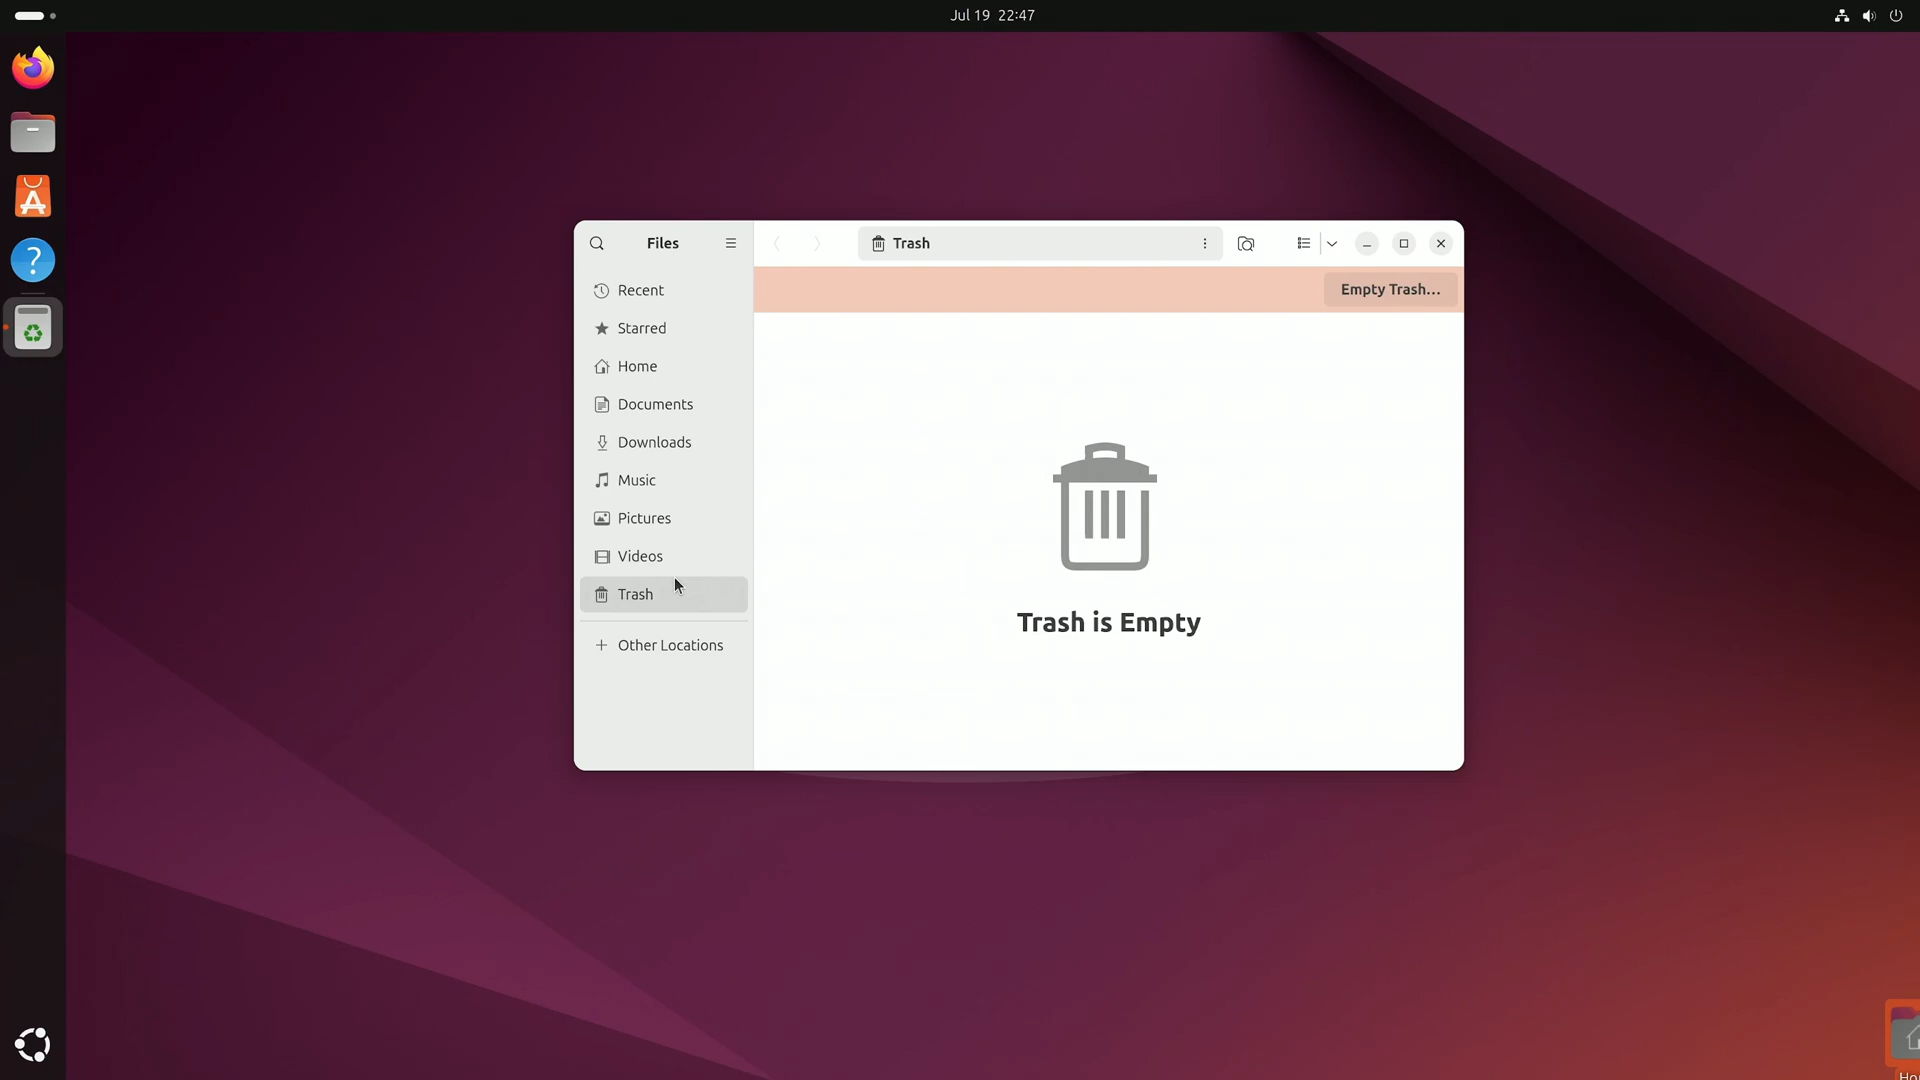 Jul 19 22:47
Files
Trash
Recent
Empty Trash...
Starred
Home
Documents
Downloads
Music
Pictures
Videos
Trash
Trash is Empty
Other Locations